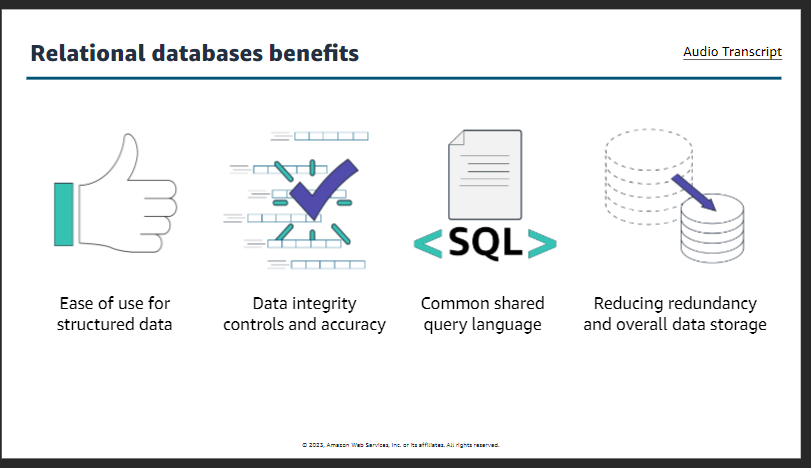 Relational databases benefits
Audio Transcript
<SQL>
Ease of use for
structured data
Data integrity
controls and accuracy
Common shared
query language
Reducing redundancy
and overall data storage
© 2023, Amazon Web Services, Inc. or its affiliates. All rights reserved.